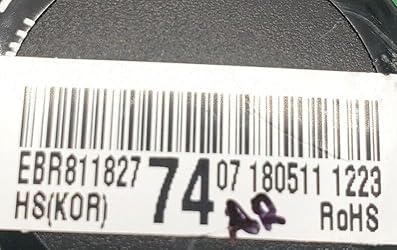 EBR811827 74 07 180511 1223
HS(KOR) RoHS